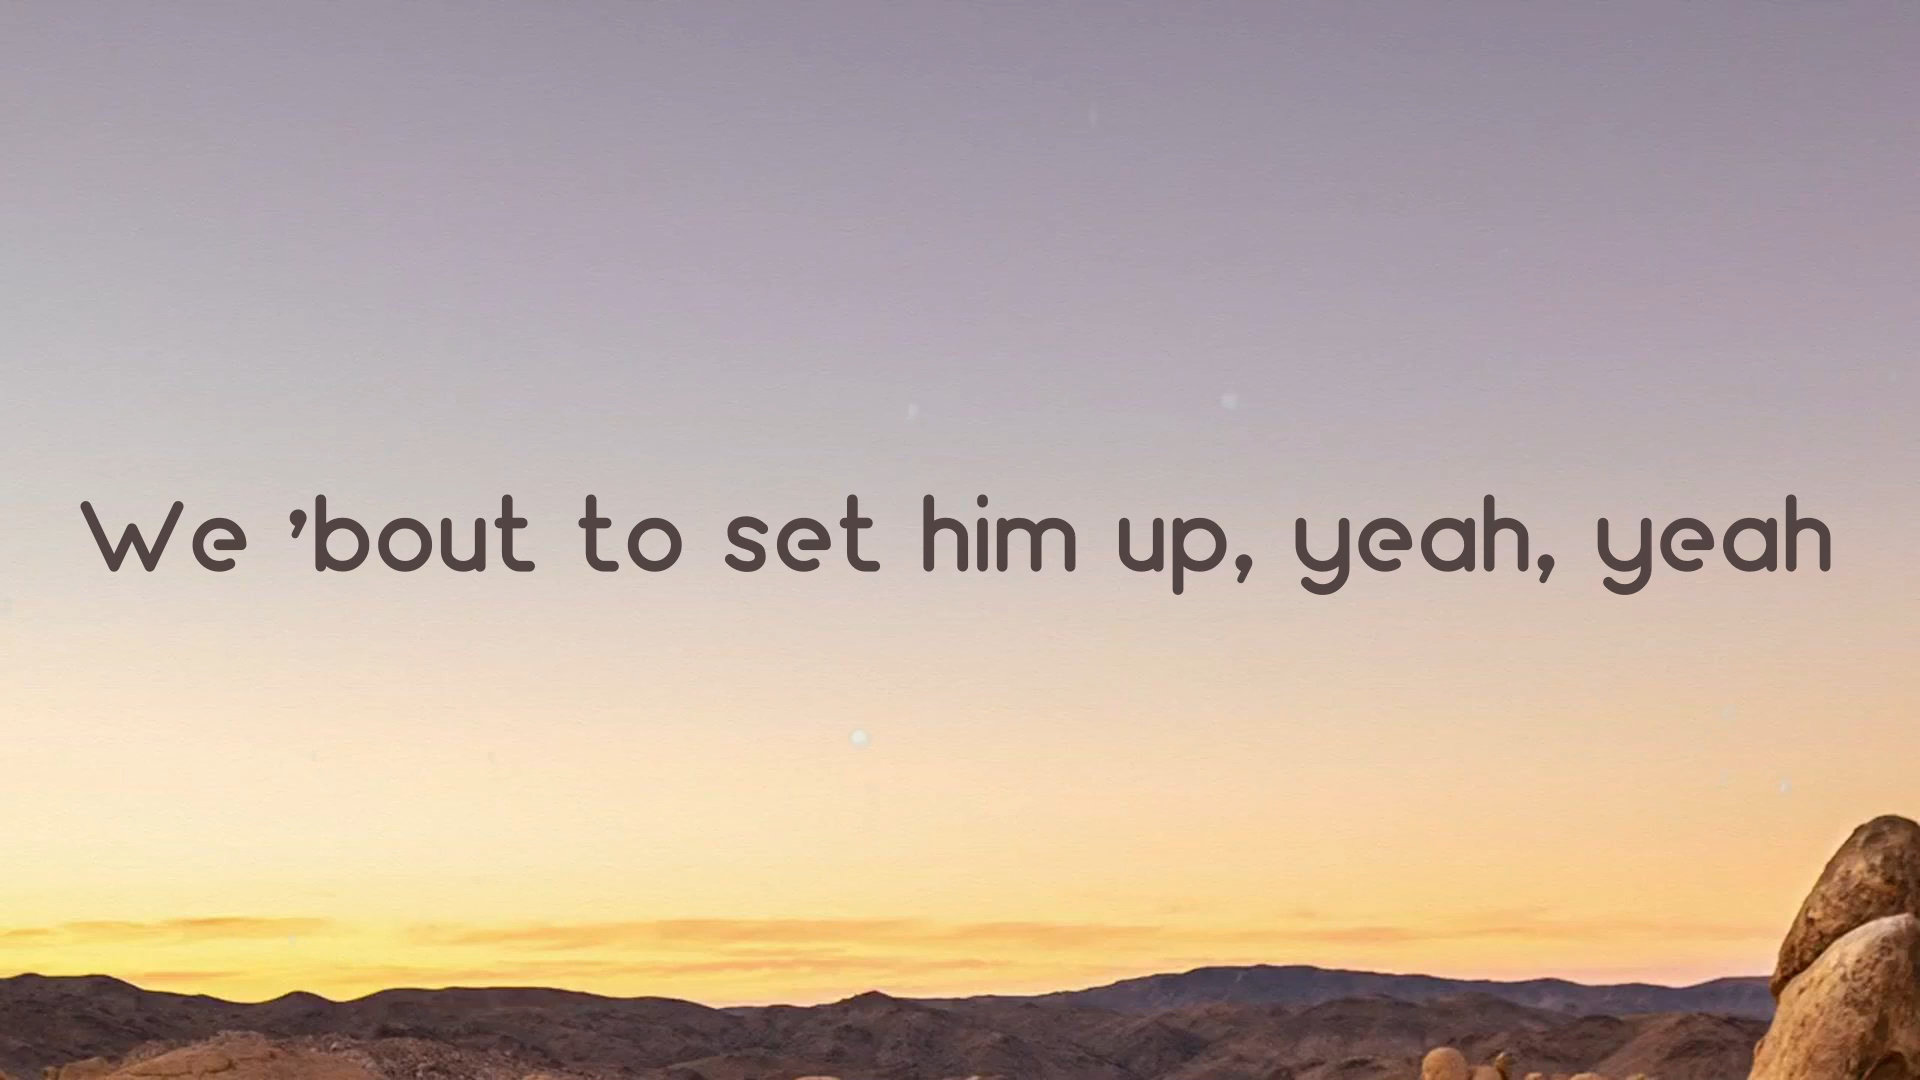 We ’bout to set him up, yeah, yeah